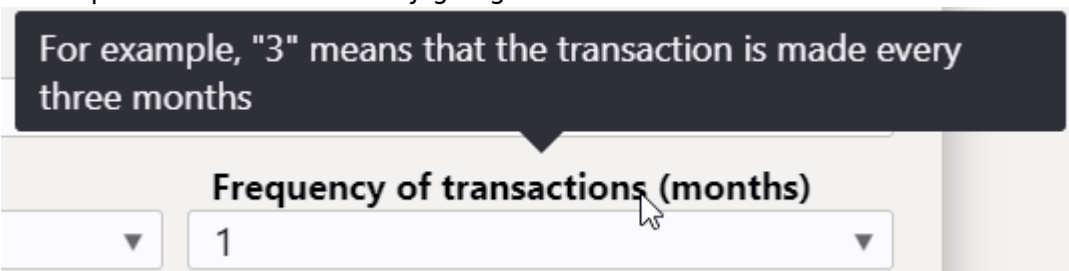 For example, "3" means that the transaction is made every
three months
Frequency of transactions (months)
1